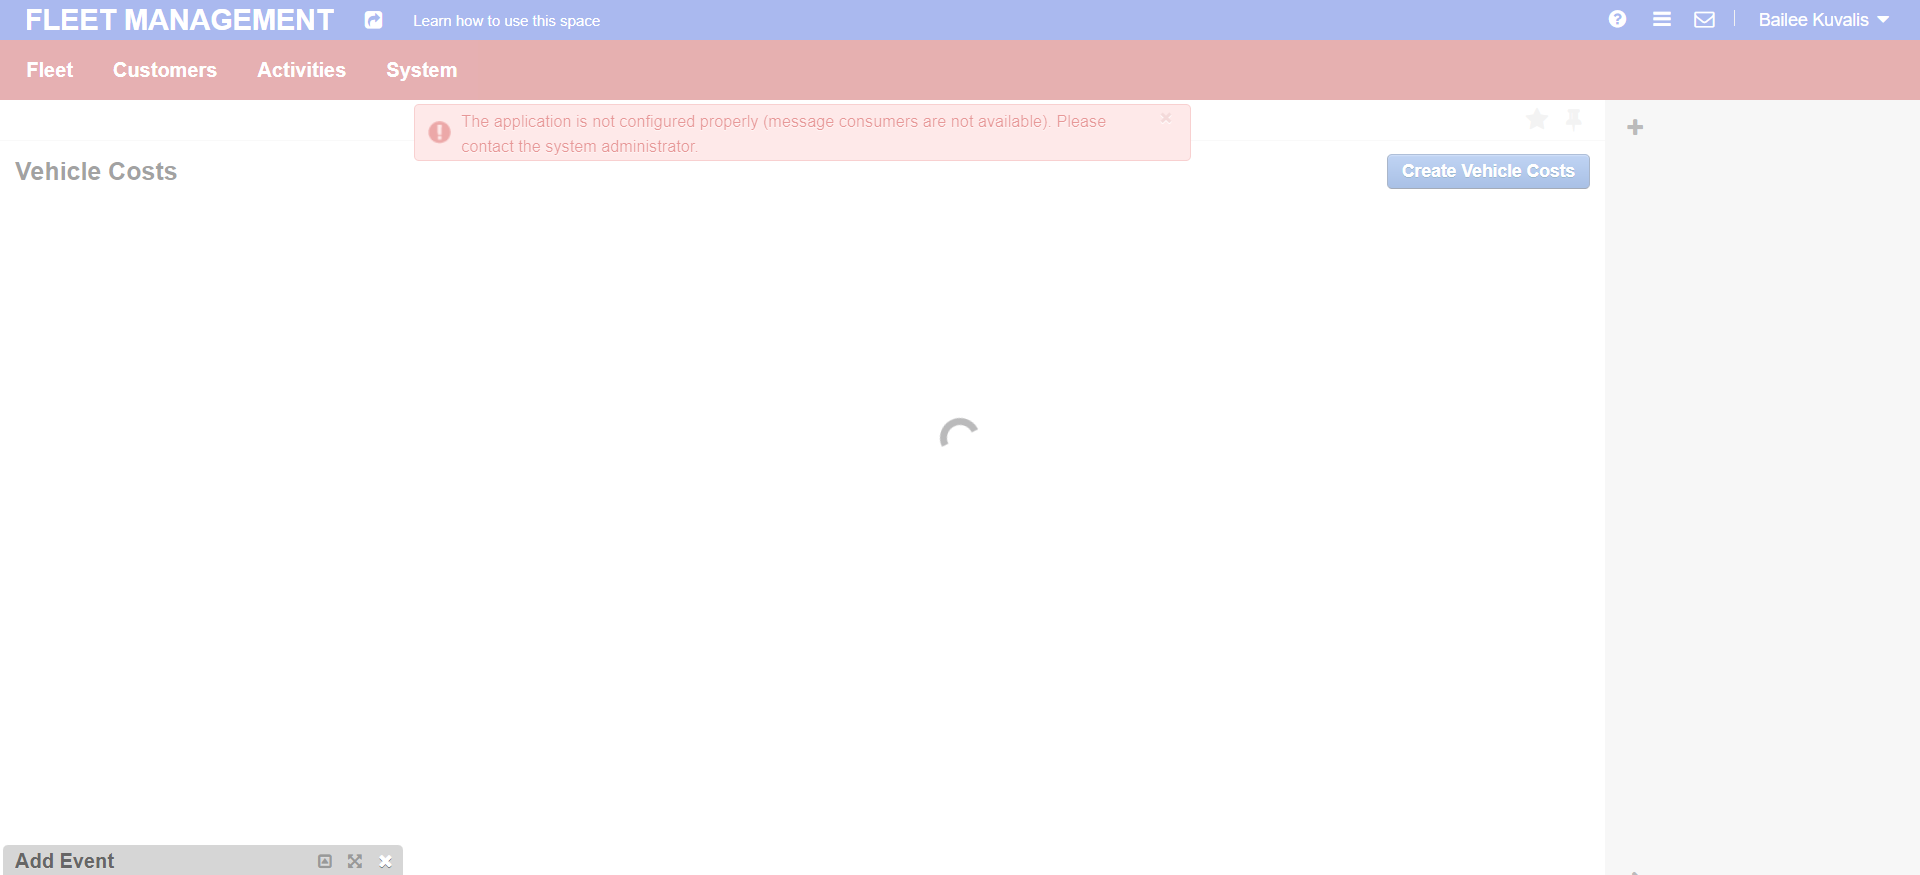 FLEET MANAGEMENT
Learn how to use this space
Bailee Kuvalis
Fleet
Customers
Activities
System
The application is not configured properly (message consumers are not available). Please
contact the system administrator.
Vehicle Costs
Create Vehicle Costs
Add Event